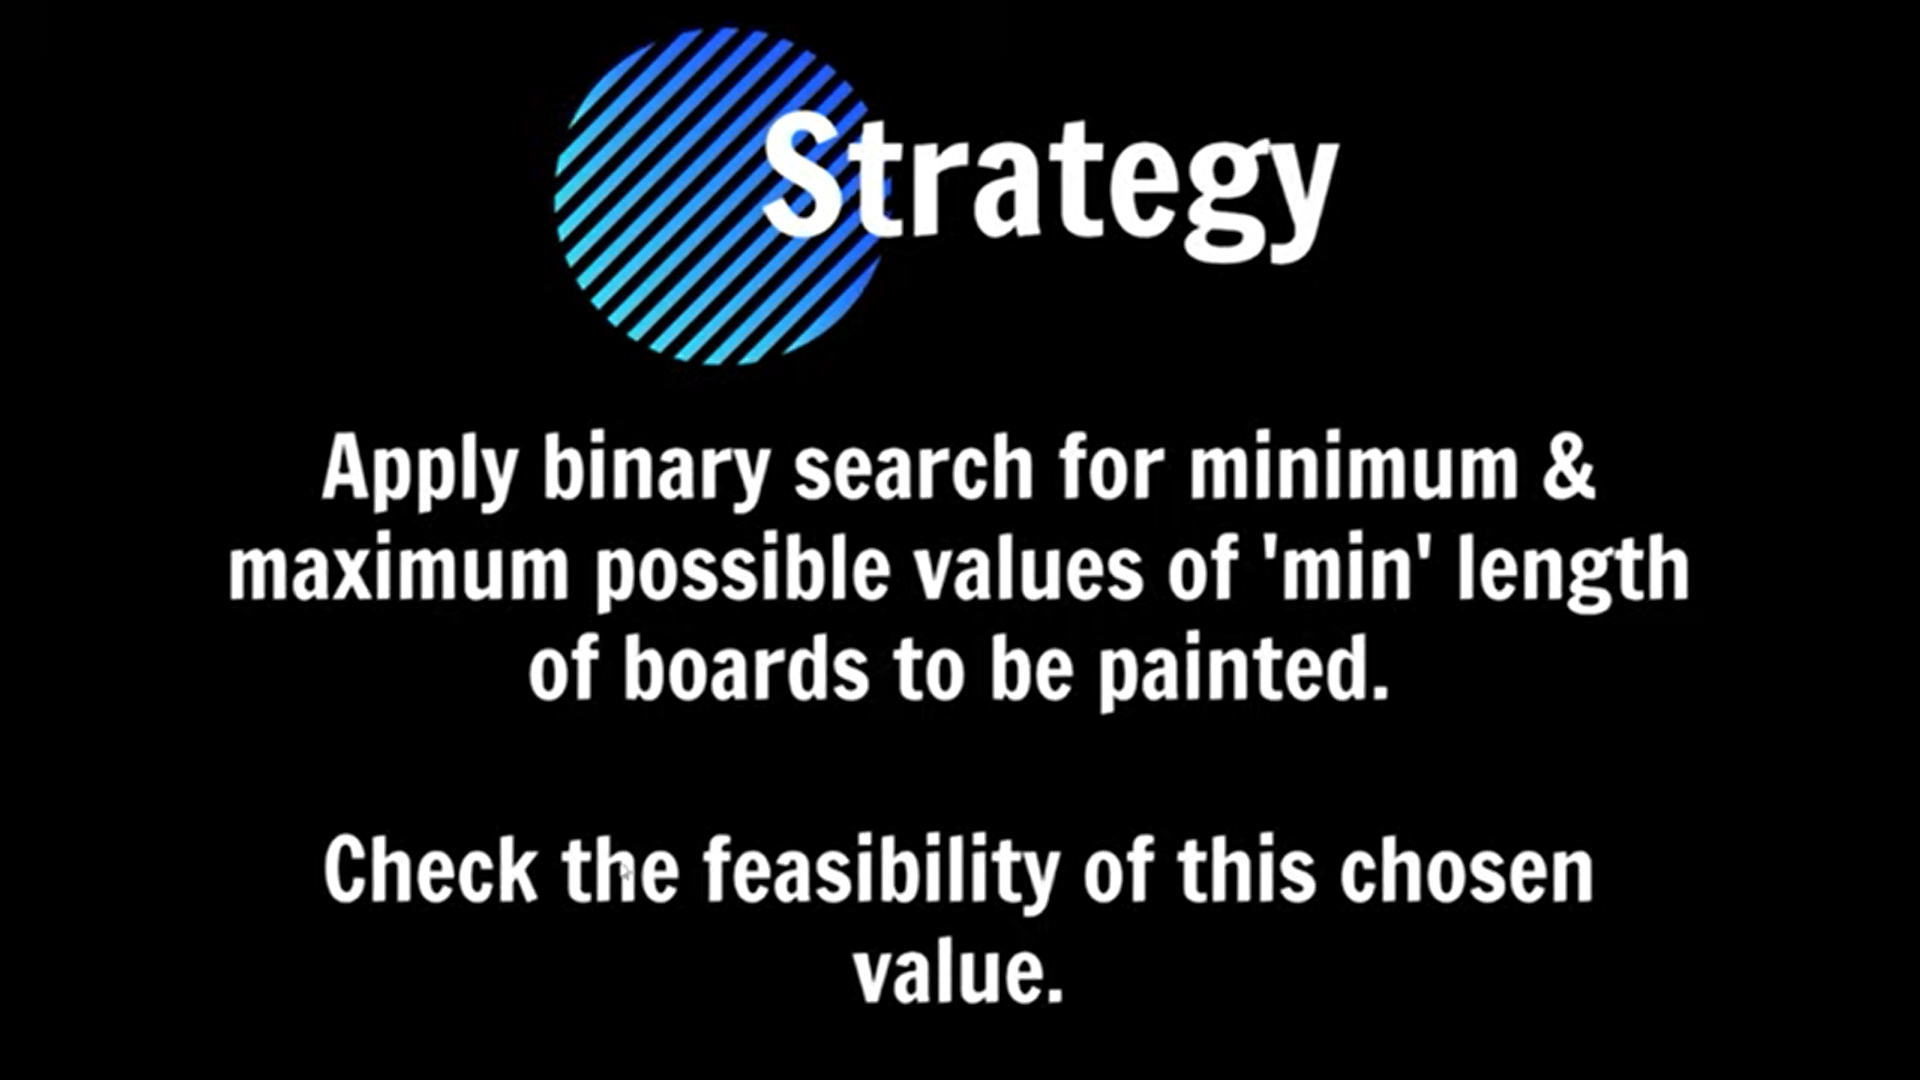 Strategy
Apply binary search for minimum &
maximum possible values of 'min' length
of boards to be painted.
Check the feasibility of this chosen
value.